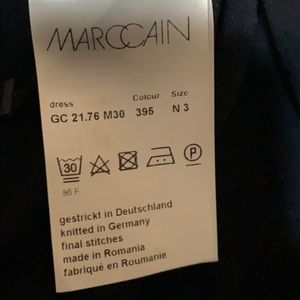 MARCCAIN
dress Colour Size
GC 21.76 M30 395 N 3
30 P
86 F
gestrickt in Deutschland
knitted in Germany
final stitches
made in Romania
fabriqué en Roumanie